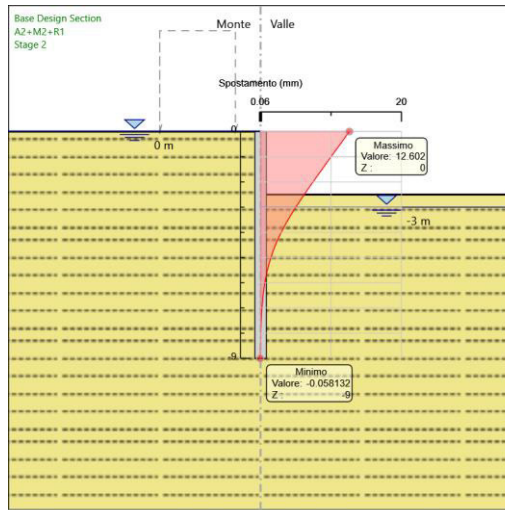 Base Design Section
A2+M2+R1
Stage 2
Monte
Valle
Spostamento (mm)
0.06
20
0
0 m
Massimo
Valore: 12.602
Z : 0
-3 m
-9
Minimo
Valore: -0.058132
Z : -9